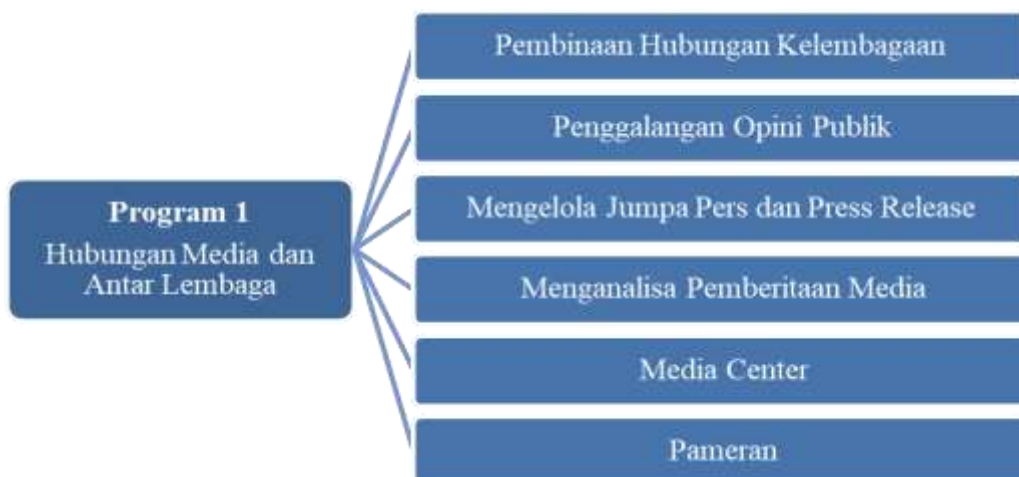 Program 1
Hubungan Media dan
Antar Lembaga
Pembinaan Hubungan Kelembagaan
Penggalangan Opini Publik
Mengelola Jumpa Pers dan Press Release
Menganalisa Pemberitaan Media
Media Center
Pameran